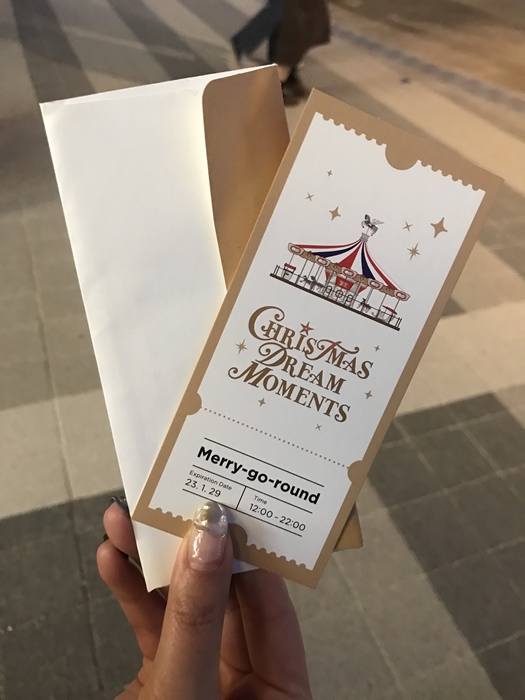 CHRISTMAS
DREAM
MOMENTS
Merry-go-round
Expiration Date
23. 1. 29
Time
12:00 - 22:00